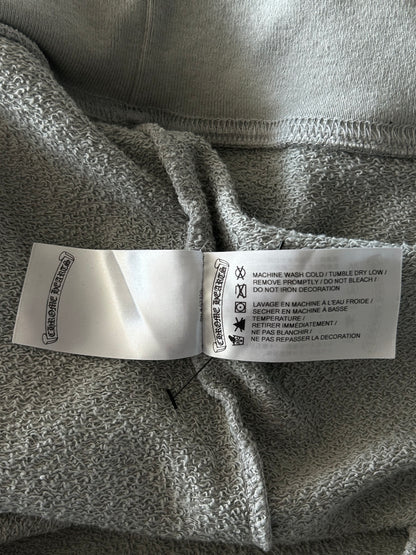 CHROME HEARTS
CHROME HEARTS
MACHINE WASH COLD / TUMBLE DRY LOW /
REMOVE PROMPTLY / DO NOT BLEACH /
DO NOT IRON DECORATION
LAVAGE EN MACHINE À L'EAU FROIDE /
SECHER EN MACHINE À BASSE
TEMPERATURE /
RETIRER IMMÉDIATEMENT /
NE PAS BLANCHIR /
NE PAS REPASSER LA DECORATION